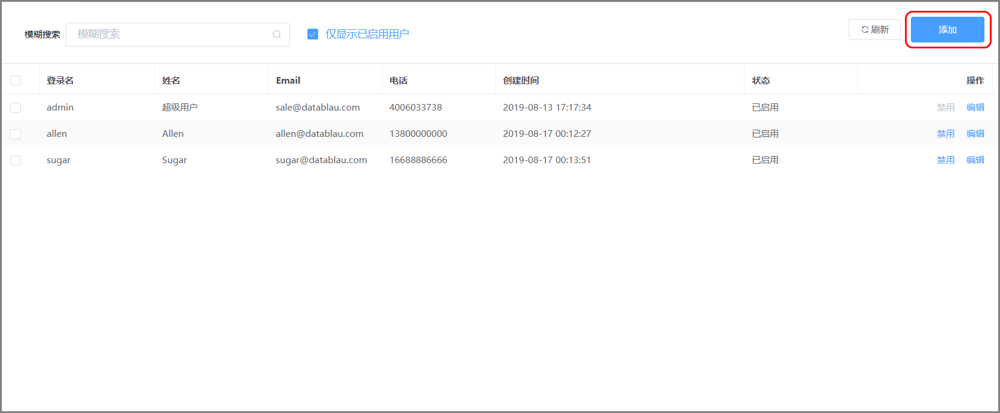 模糊搜索 模糊搜索 仅显示已启用用户 刷新 添加
登录名 姓名 Email 电话 创建时间 状态 操作
admin 超级用户 sale@datablau.com 4006033738 2019-08-13 17:17:34 已启用 禁用 编辑
allen Allen allen@datablau.com 13800000000 2019-08-17 00:12:27 已启用 禁用 编辑
sugar Sugar sugar@datablau.com 16688886666 2019-08-17 00:13:51 已启用 禁用 编辑